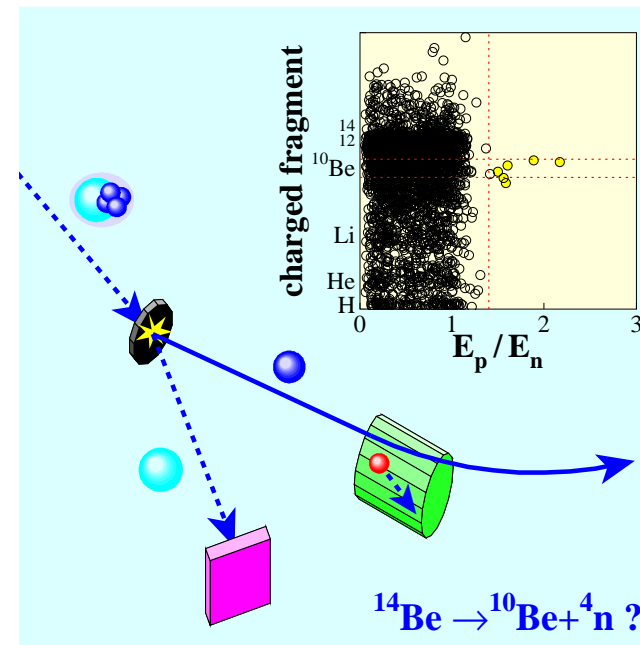 charged fragment
14
12
¹⁰Be
Li
He
H
0 1 2 3
Eₚ / Eₙ
¹⁴Be →¹⁰Be+⁴n ?